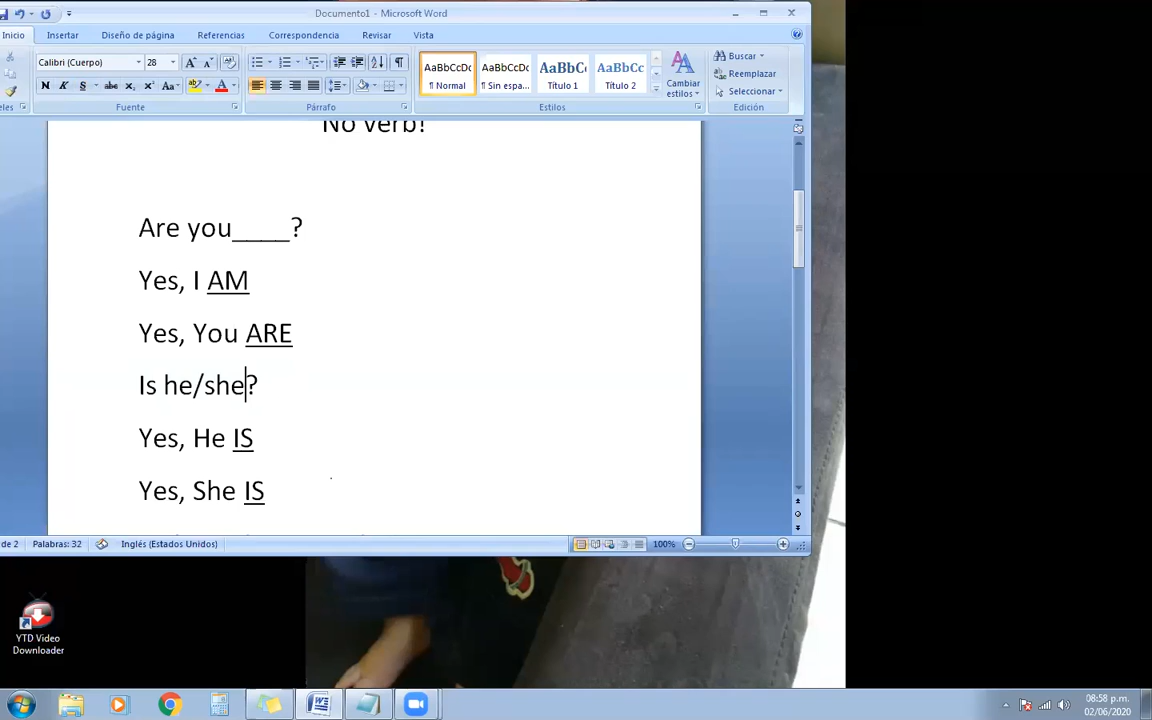 Documento1 - Microsoft Word
Inicio Insertar Diseño de página Referencias Correspondencia Revisar Vista
Calibri (Cuerpo) 28
Buscar
Reemplazar
Seleccionar
AaBbCcDc AaBbCcDc AaBbC AaBbCc
¶ Normal ¶ Sin espa... Título 1 Título 2
Cambiar
estilos
Fuente Párrafo Estilos Edición
No verb!
Are you____?
Yes, I AM
Yes, You ARE
Is he/she?
Yes, He IS
Yes, She IS
de 2 Palabras: 32 Inglés (Estados Unidos) 100%
YTD Video
Downloader
08:58 p.m.
02/06/2020